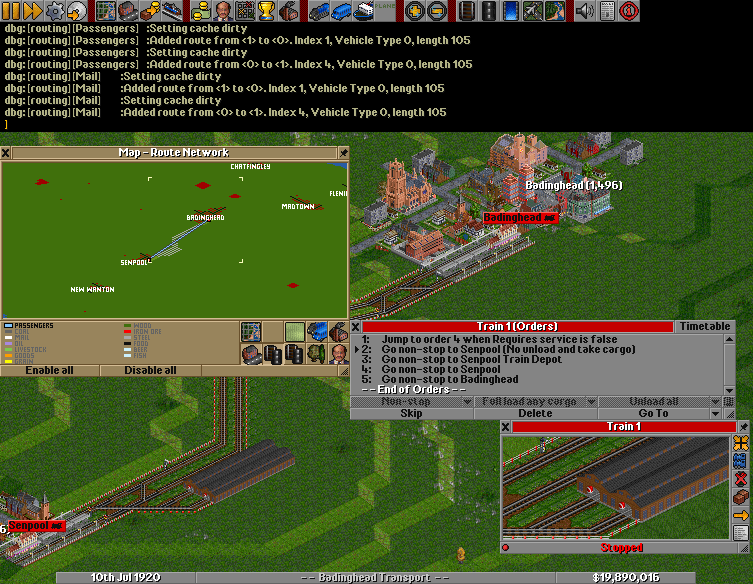 PLANE
dbg: [routing][Passengers] :Setting cache dirty
dbg: [routing][Passengers] :Added route from <1> to <0>. Index 1, Vehicle Type 0, length 105
dbg: [routing][Passengers] :Setting cache dirty
dbg: [routing][Passengers] :Added route from <0> to <1>. Index 4, Vehicle Type 0, length 105
dbg: [routing][Mail] :Setting cache dirty
dbg: [routing][Mail] :Added route from <1> to <0>. Index 1, Vehicle Type 0, length 105
dbg: [routing][Mail] :Setting cache dirty
dbg: [routing][Mail] :Added route from <0> to <1>. Index 4, Vehicle Type 0, length 105
]
Map - Route Network
CHATFINGLEY
FLENI
MADTOWN
BADINGHEAD
SENPOOL
NEW WANTON
PASSENGERS
COAL
MAIL
OIL
LIVESTOCK
GOODS
GRAIN
WOOD
IRON ORE
STEEL
FOOD
BEER
FISH
Enable all
Disable all
Badinghead (1,496)
Badinghead
Train 1 (Orders)
Timetable
1: Jump to order 4 when Requires service is false
2: Go non-stop to Senpool (No unload and take cargo)
3: Go non-stop to Senpool Train Depot
4: Go non-stop to Senpool
5: Go non-stop to Badinghead
- - End of Orders - -
Non-stop
Full load any cargo
Unload all
Skip
Delete
Go To
Train 1
Stopped
6
Senpool
10th Jul 1920
- - Badinghead Transport - -
$19,890,016